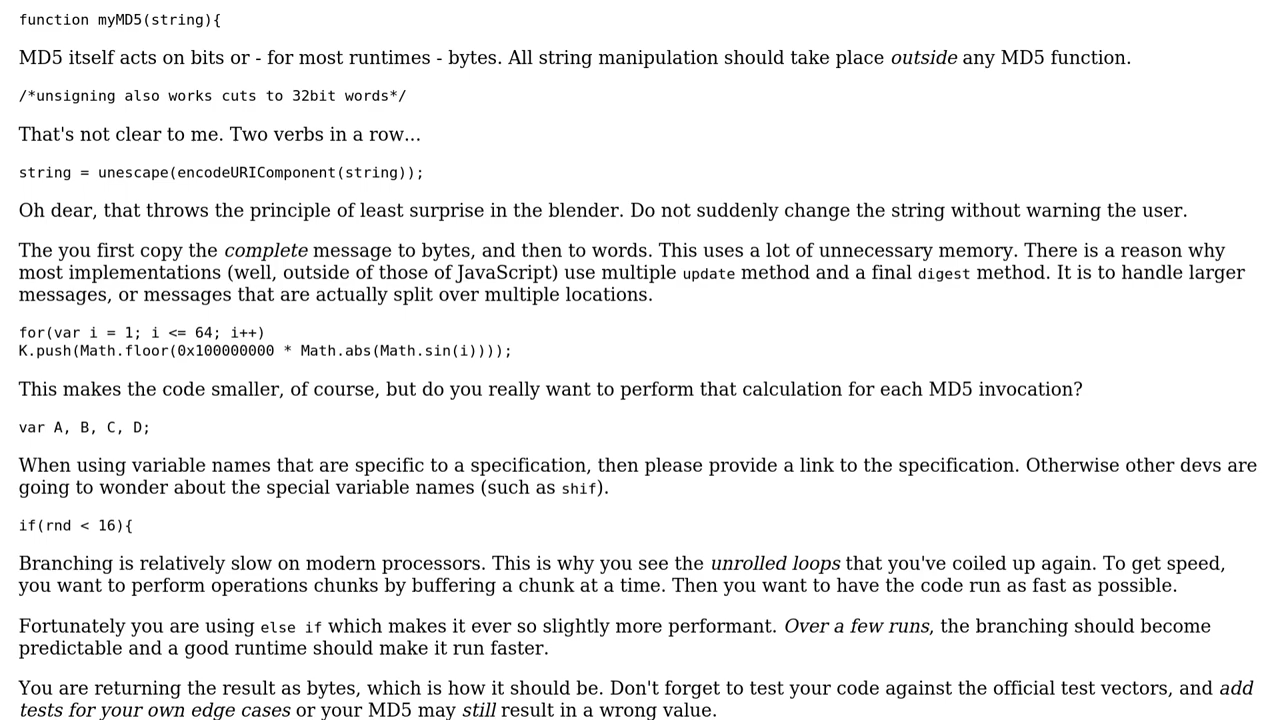 function myMD5(string){
MD5 itself acts on bits or - for most runtimes - bytes. All string manipulation should take place outside any MD5 function.
/*unsigning also works cuts to 32bit words*/
That's not clear to me. Two verbs in a row...
string = unescape(encodeURIComponent(string));
Oh dear, that throws the principle of least surprise in the blender. Do not suddenly change the string without warning the user.
The you first copy the complete message to bytes, and then to words. This uses a lot of unnecessary memory. There is a reason why
most implementations (well, outside of those of JavaScript) use multiple update method and a final digest method. It is to handle larger
messages, or messages that are actually split over multiple locations.
for(var i = 1; i <= 64; i++)
K.push(Math.floor(0x100000000 * Math.abs(Math.sin(i))));
This makes the code smaller, of course, but do you really want to perform that calculation for each MD5 invocation?
var A, B, C, D;
When using variable names that are specific to a specification, then please provide a link to the specification. Otherwise other devs are
going to wonder about the special variable names (such as shif).
if(rnd < 16){
Branching is relatively slow on modern processors. This is why you see the unrolled loops that you've coiled up again. To get speed,
you want to perform operations chunks by buffering a chunk at a time. Then you want to have the code run as fast as possible.
Fortunately you are using else if which makes it ever so slightly more performant. Over a few runs, the branching should become
predictable and a good runtime should make it run faster.
You are returning the result as bytes, which is how it should be. Don't forget to test your code against the official test vectors, and add
tests for your own edge cases or your MD5 may still result in a wrong value.